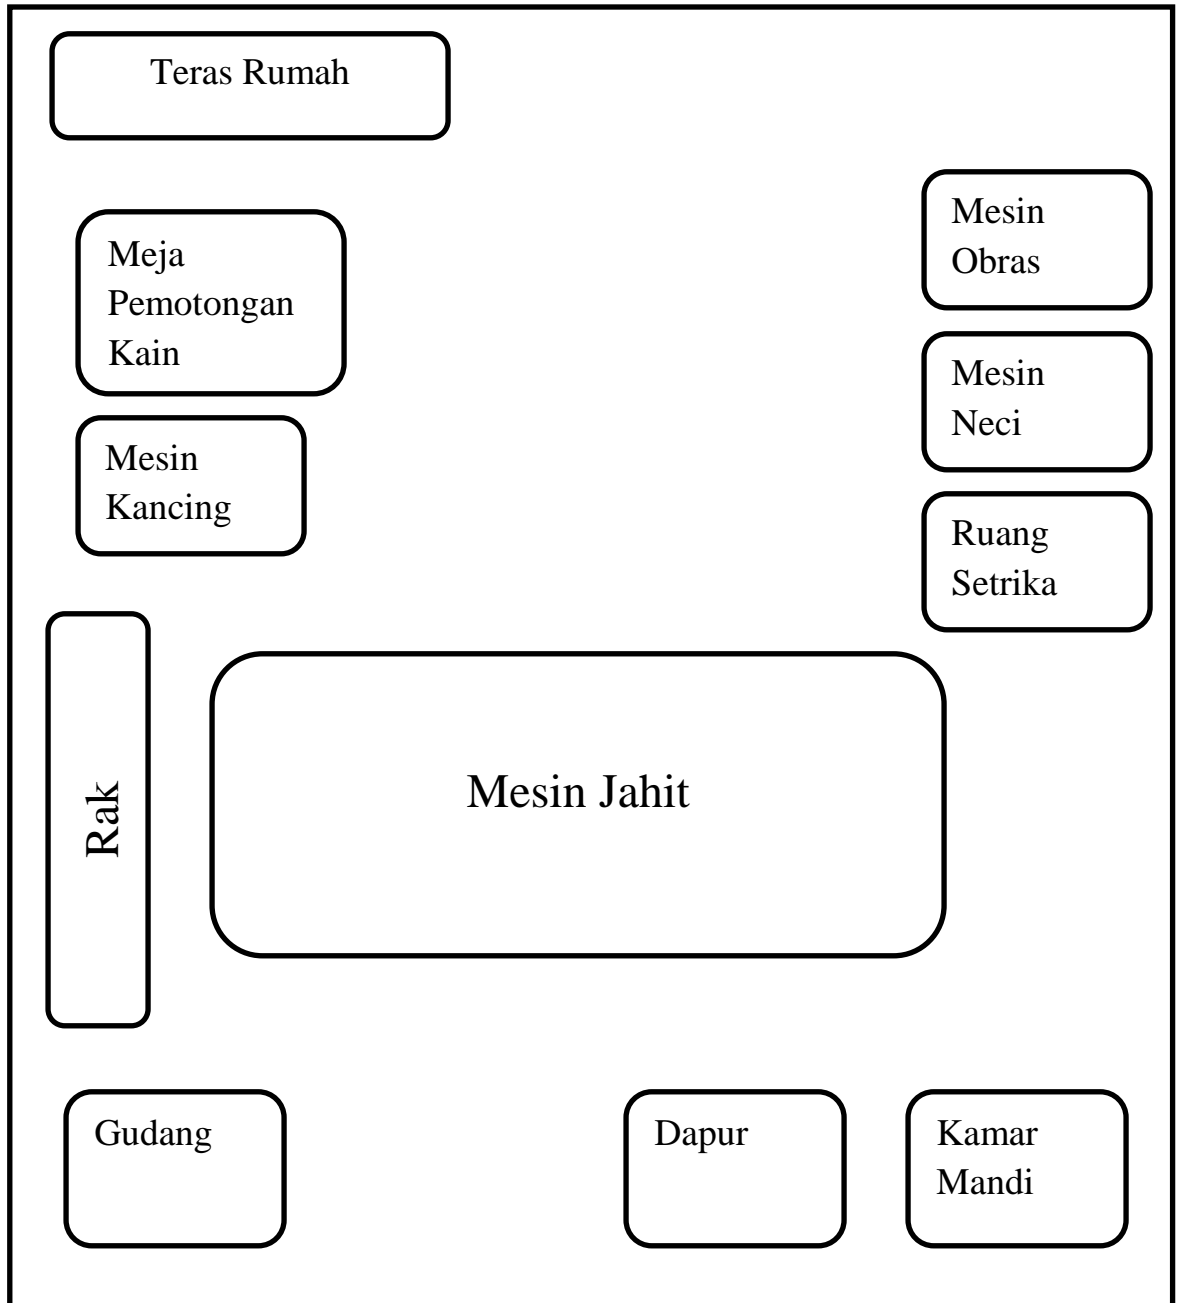 Teras Rumah
Mesin
Obras
Meja
Pemotongan
Kain
Mesin
Neci
Mesin
Kancing
Ruang
Setrika
Rak
Mesin Jahit
Gudang
Dapur
Kamar
Mandi